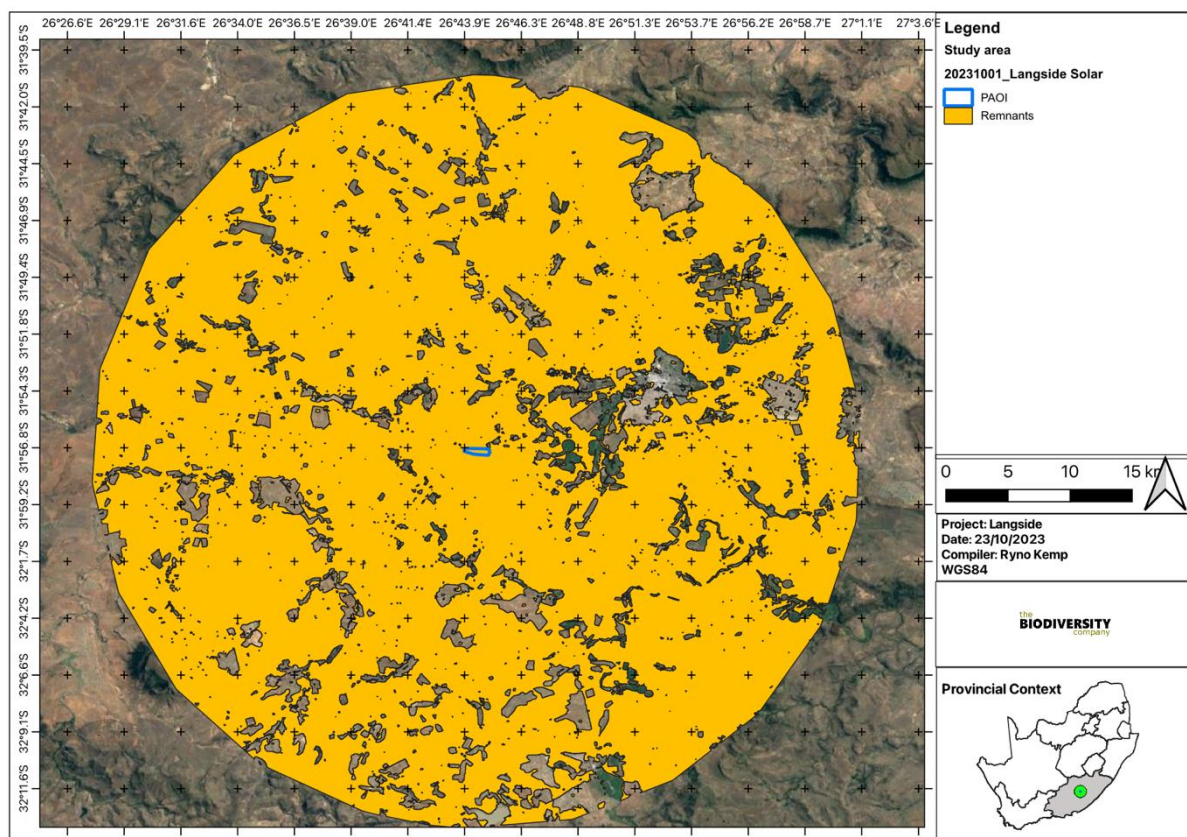 26°26.6'E 26°29.1'E 26°31.6'E 26°34.0'E 26°36.5'E 26°39.0'E 26°41.4'E 26°43.9'E 26°46.3'E 26°48.8'E 26°51.3'E 26°53.7'E 26°56.2'E 26°58.7'E 27°1.1'E 27°3.6'E
31°39.5'S
31°42.0'S
31°44.5'S
31°46.9'S
31°49.4'S
31°51.8'S
31°54.3'S
31°56.8'S
31°59.2'S
32°1.7'S
32°4.2'S
32°6.6'S
32°9.1'S
32°11.6'S
Legend
Study area
20231001_Langside Solar
PAOI
Remnants
0 5 10 15 km
Project: Langside
Date: 23/10/2023
Compiler: Ryno Kemp
WGS84
the
BIODIVERSITY
company
Provincial Context